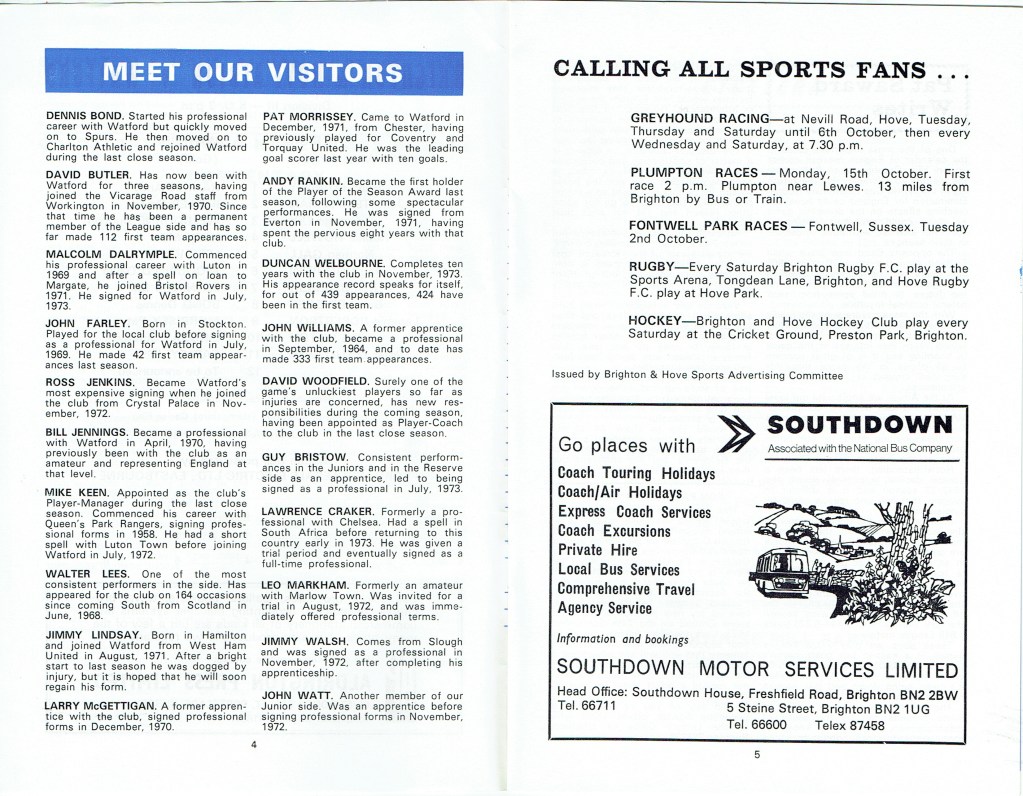 MEET OUR VISITORS
DENNIS BOND. Started his professional
career with Watford but quickly moved
on to Spurs. He then moved on to
Charlton Athletic and rejoined Watford
during the last close season.
DAVID BUTLER. Has now been with
Watford for three seasons, having
joined the Vicarage Road staff from
Workington in November, 1970. Since
that time he has been a permanent
member of the League side and has so
far made 112 first team appearances.
MALCOLM DALRYMPLE. Commenced
his professional career with Luton in
1969 and after a spell on loan to
Margate, he joined Bristol Rovers in
1971. He signed for Watford in July,
1973.
JOHN FARLEY. Born in Stockton.
Played for the local club before signing
as a professional for Watford in July,
1969. He made 42 first team appear-
ances last season.
ROSS JENKINS. Became Watford's
most expensive signing when he joined
the club from Crystal Palace in Nov-
ember, 1972.
BILL JENNINGS. Became a professional
with Watford in April, 1970, having
previously been with the club as an
amateur and representing England at
that level.
MIKE KEEN. Appointed as the club's
Player-Manager during the last close
season. Commenced his career with
Queen's Park Rangers, signing profes-
sional forms in 1958. He had a short
spell with Luton Town before joining
Watford in July, 1972.
WALTER LEES. One of the most
consistent performers in the side. Has
appeared for the club on 164 occasions
since coming South from Scotland in
June, 1968.
JIMMY LINDSAY. Born in Hamilton
and joined Watford from West Ham
United in August, 1971. After a bright
start to last season he was dogged by
injury, but it is hoped that he will soon
regain his form.
LARRY McGETTIGAN. A former appren-
tice with the club, signed professional
forms in December, 1970.
PAT MORRISSEY. Came to Watford in
December, 1971, from Chester, having
previously played for Coventry and
Torquay United. He was the leading
goal scorer last year with ten goals.
ANDY RANKIN. Became the first holder
of the Player of the Season Award last
season, following some spectacular
performances. He was signed from
Everton in November, 1971, having
spent the pervious eight years with that
club.
DUNCAN WELBOURNE. Completes ten
years with the club in November, 1973.
His appearance record speaks for itself,
for out of 439 appearances, 424 have
been in the first team.
JOHN WILLIAMS. A former apprentice
with the club, became a professional
in September, 1964, and to date has
made 333 first team appearances.
DAVID WOODFIELD. Surely one of the
game's unluckiest players so far as
injuries are concerned, has new res-
ponsibilities during the coming season,
having been appointed as Player-Coach
to the club in the last close season.
GUY BRISTOW. Consistent perform-
ances in the Juniors and in the Reserve
side as an apprentice, led to being
signed as a professional in July, 1973.
LAWRENCE CRAKER. Formerly a pro-
fessional with Chelsea. Had a spell in
South Africa before returning to this
country early in 1973. He was given a
trial period and eventually signed as a
full-time professional.
LEO MARKHAM. Formerly an amateur
with Marlow Town. Was invited for a
trial in August, 1972, and was imme-
diately offered professional terms.
JIMMY WALSH. Comes from Slough
and was signed as a professional in
November, 1972, after completing his
apprenticeship.
JOHN WATT. Another member of our
Junior side. Was an apprentice before
signing professional forms in November,
1972.
4
CALLING ALL SPORTS FANS . . .
GREYHOUND RACING—at Nevill Road, Hove, Tuesday,
Thursday and Saturday until 6th October, then every
Wednesday and Saturday, at 7.30 p.m.
PLUMPTON RACES — Monday, 15th October. First
race 2 p.m. Plumpton near Lewes. 13 miles from
Brighton by Bus or Train.
FONTWELL PARK RACES — Fontwell, Sussex. Tuesday
2nd October.
RUGBY—Every Saturday Brighton Rugby F.C. play at the
Sports Arena, Tongdean Lane, Brighton, and Hove Rugby
F.C. play at Hove Park.
HOCKEY—Brighton and Hove Hockey Club play every
Saturday at the Cricket Ground, Preston Park, Brighton.
Issued by Brighton & Hove Sports Advertising Committee
Go places with
SOUTHDOWN
Associated with the National Bus Company
Coach Touring Holidays
Coach/Air Holidays
Express Coach Services
Coach Excursions
Private Hire
Local Bus Services
Comprehensive Travel
Agency Service
Information and bookings
SOUTHDOWN MOTOR SERVICES LIMITED
Head Office: Southdown House, Freshfield Road, Brighton BN2 2BW
Tel. 66711 5 Steine Street, Brighton BN2 1UG
Tel. 66600 Telex 87458
5